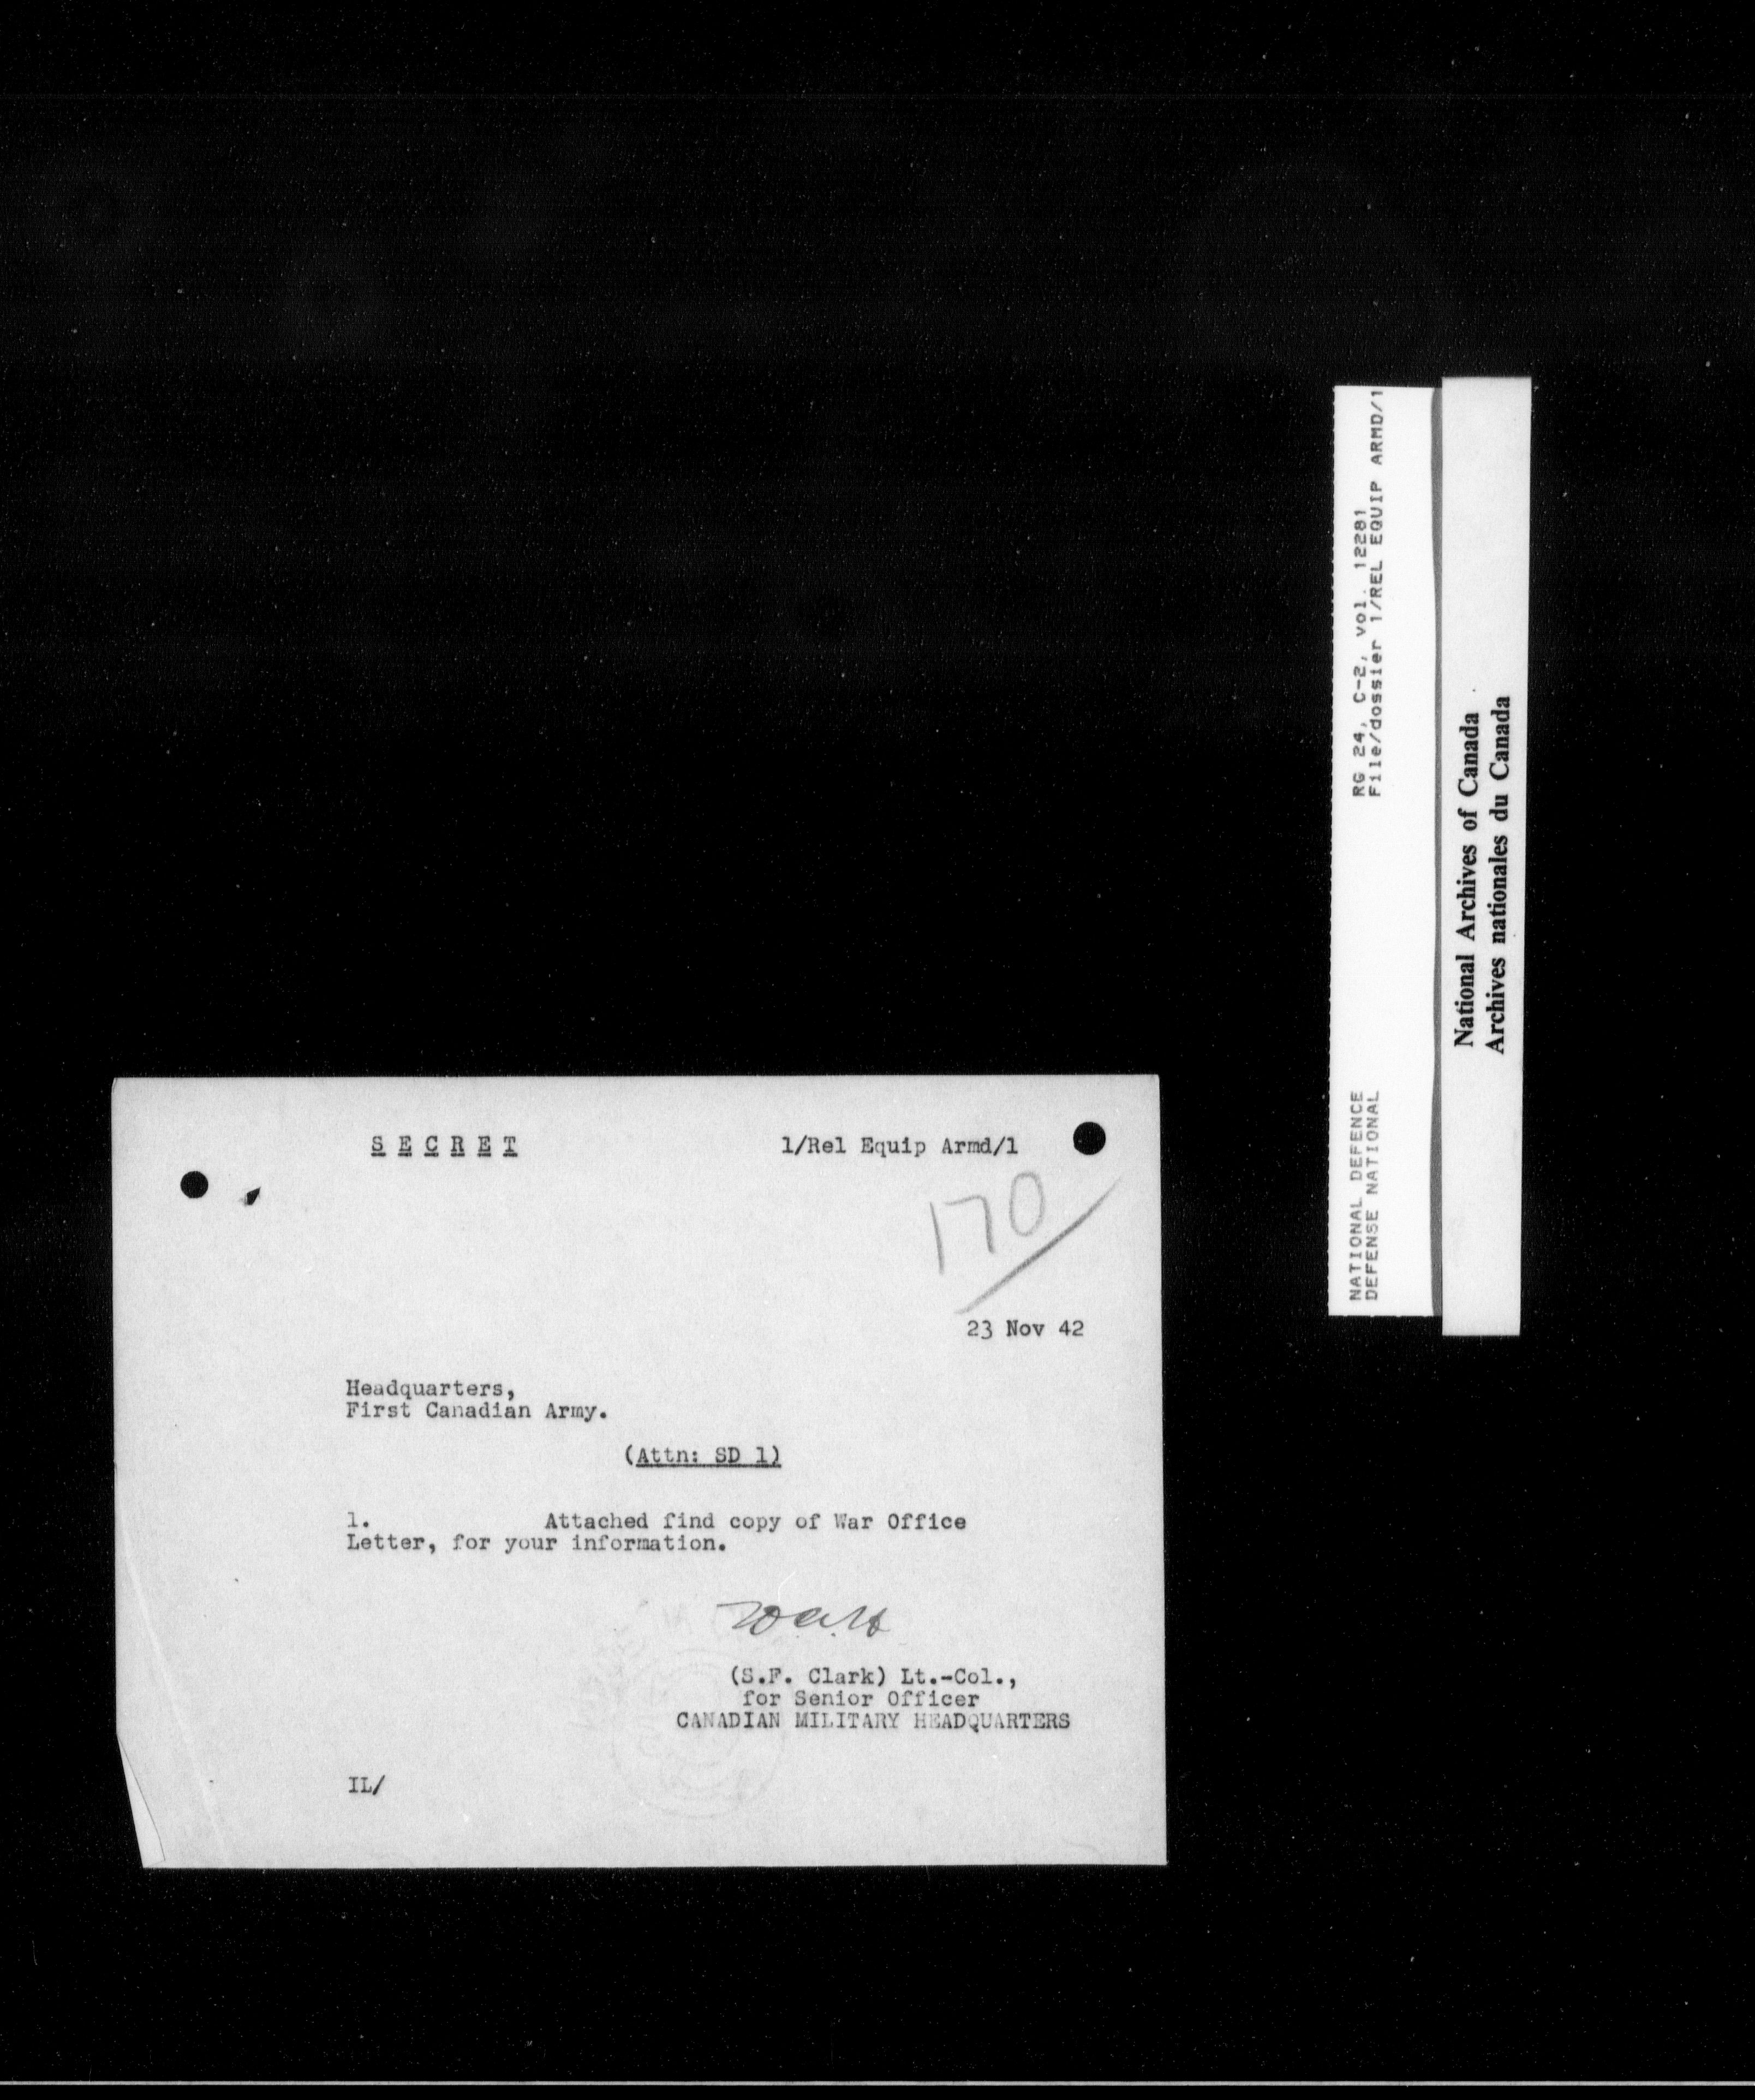 S E C R E T 1/Rel Equip Armd/1
170
23 Nov 42
Headquarters,
First Canadian Army.
(Attn: SD 1)
1. Attached find copy of War Office
Letter, for your information.
(S.F. Clark) Lt.-Col.,
for Senior Officer
CANADIAN MILITARY HEADQUARTERS
IL/
NATIONAL DEFENCE RG 24, C-2, vol. 12281
DEFENSE NATIONAL File/dossier 1/REL EQUIP ARMD/1
National Archives of Canada
Archives nationales du Canada